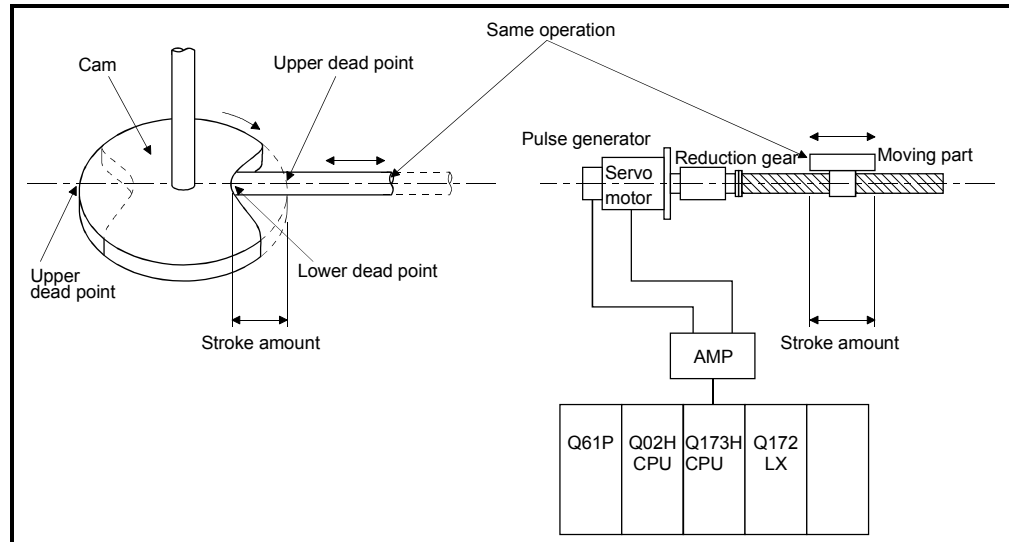 Same operation
Cam
Upper dead point
Upper
dead point
Lower dead point
Stroke amount
Pulse generator
Servo
motor
Reduction gear
Moving part
Stroke amount
AMP
Q61P
Q02H
CPU
Q173H
CPU
Q172
LX